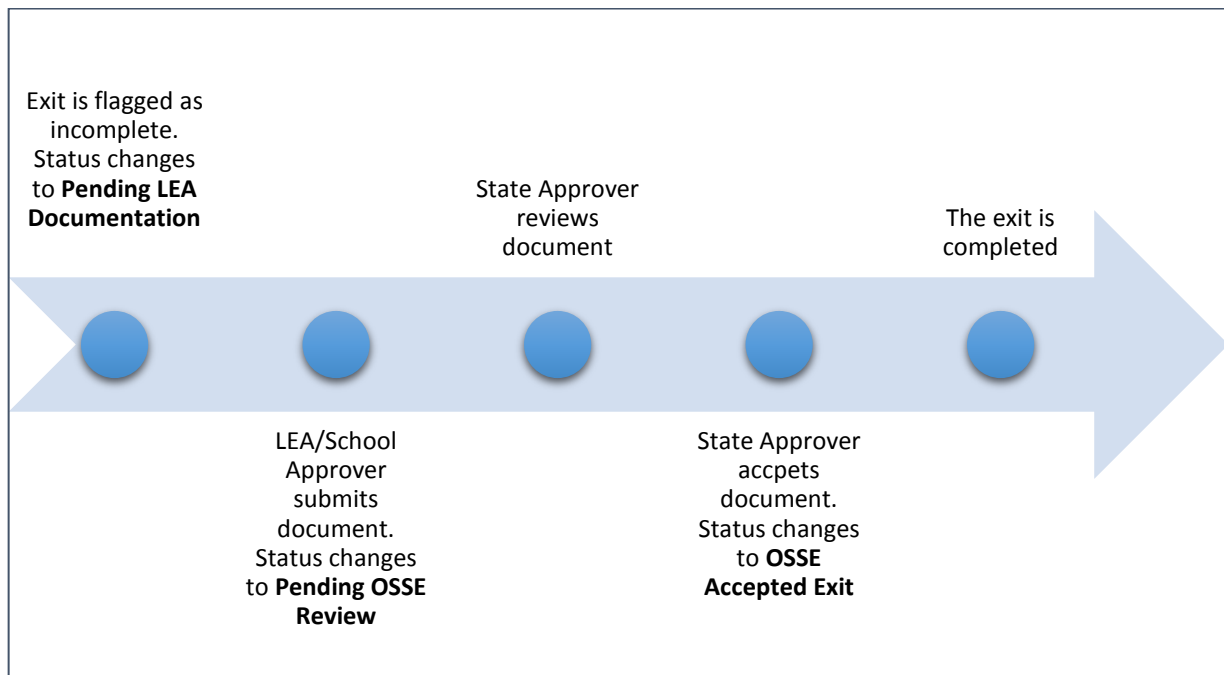 Exit is flagged as
incomplete.
Status changes
to Pending LEA
Documentation
LEA/School
Approver
submits
document.
Status changes
to Pending OSSE
Review
State Approver
reviews
document
State Approver
accpets
document.
Status changes
to OSSE
Accepted Exit
The exit is
completed